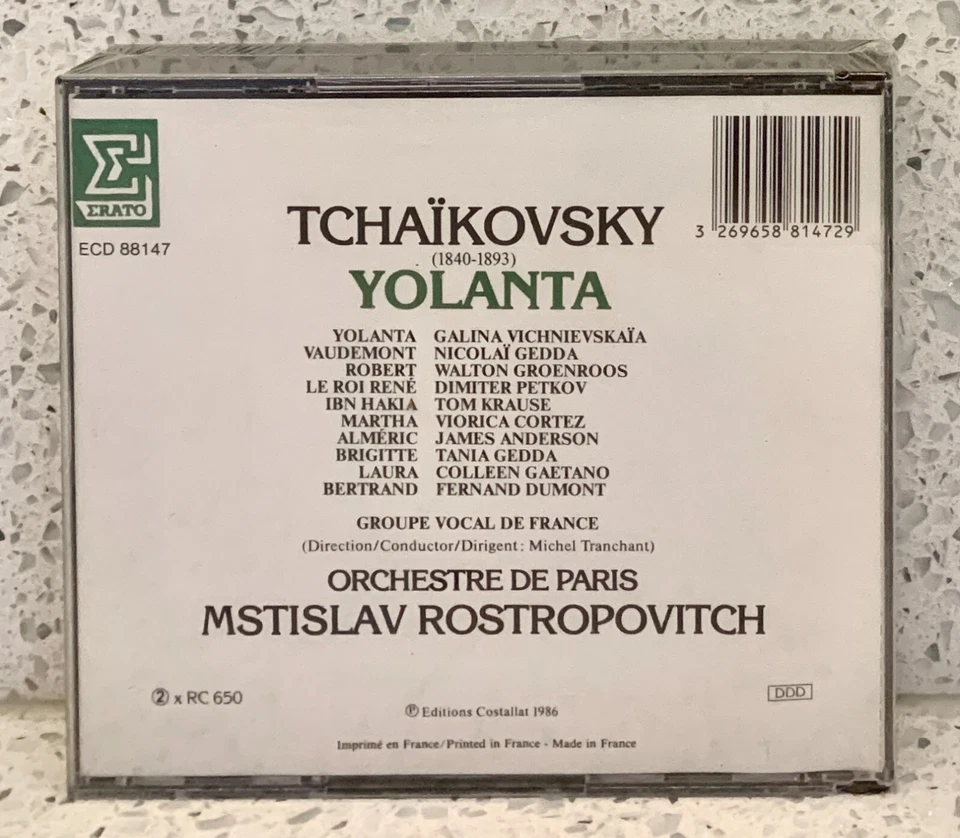 ΣRATO
ECD 88147
3 269658 814729
TCHAÏKOVSKY
(1840-1893)
YOLANTA
YOLANTA GALINA VICHNIEVSKAÏA
VAUDEMONT NICOLAÏ GEDDA
ROBERT WALTON GROENROOS
LE ROI RENÉ DIMITER PETKOV
IBN HAKIA TOM KRAUSE
MARTHA VIORICA CORTEZ
ALMÉRIC JAMES ANDERSON
BRIGITTE TANIA GEDDA
LAURA COLLEEN GAETANO
BERTRAND FERNAND DUMONT
GROUPE VOCAL DE FRANCE
(Direction/Conductor/Dirigent: Michel Tranchant)
ORCHESTRE DE PARIS
MSTISLAV ROSTROPOVITCH
② x RC 650
DDD
℗ Editions Costallat 1986
Imprimé en France/Printed in France - Made in France